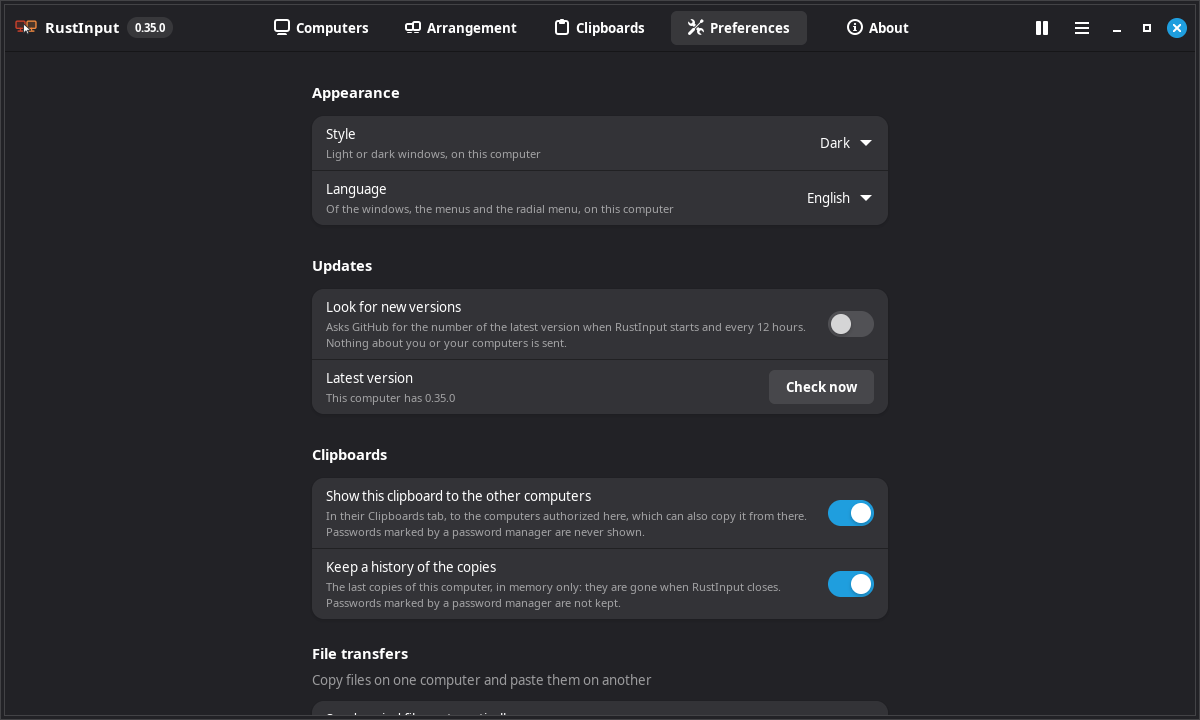 RustInput 0.35.0 Computers Arrangement Clipboards Preferences About
Appearance
Style
Light or dark windows, on this computer
Dark
Language
Of the windows, the menus and the radial menu, on this computer
English
Updates
Look for new versions
Asks GitHub for the number of the latest version when RustInput starts and every 12 hours.
Nothing about you or your computers is sent.
Latest version
This computer has 0.35.0
Check now
Clipboards
Show this clipboard to the other computers
In their Clipboards tab, to the computers authorized here, which can also copy it from there.
Passwords marked by a password manager are never shown.
Keep a history of the copies
The last copies of this computer, in memory only: they are gone when RustInput closes.
Passwords marked by a password manager are not kept.
File transfers
Copy files on one computer and paste them on another